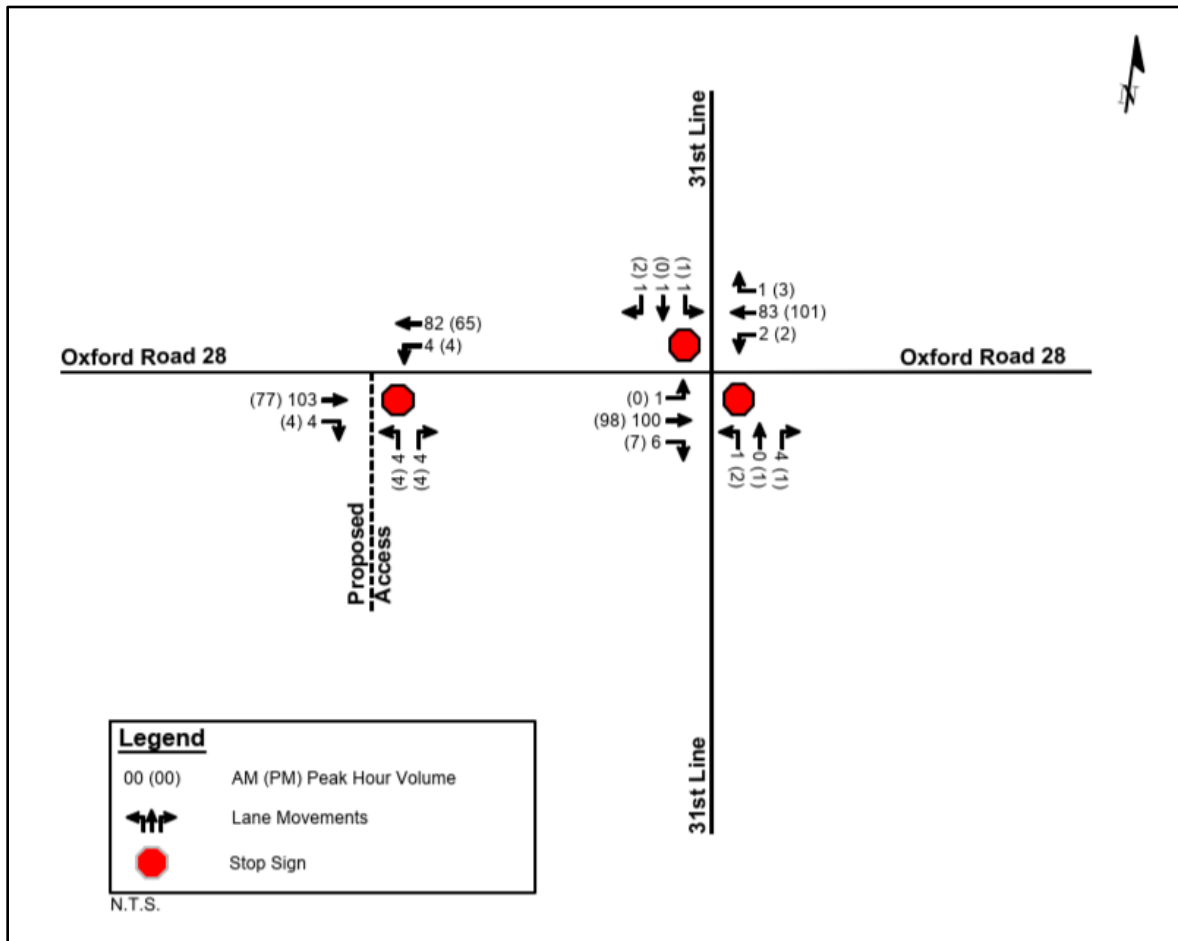 N
31st Line
(2) 1
(0) 1
(1) 1
1 (3)
83 (101)
2 (2)
82 (65)
4 (4)
Oxford Road 28
Oxford Road 28
(77) 103
(4) 4
(4) 4
(4) 4
(0) 1
(98) 100
(7) 6
1 (2)
0 (1)
4 (1)
Proposed
Access
31st Line
Legend
00 (00) AM (PM) Peak Hour Volume
Lane Movements
Stop Sign
N.T.S.